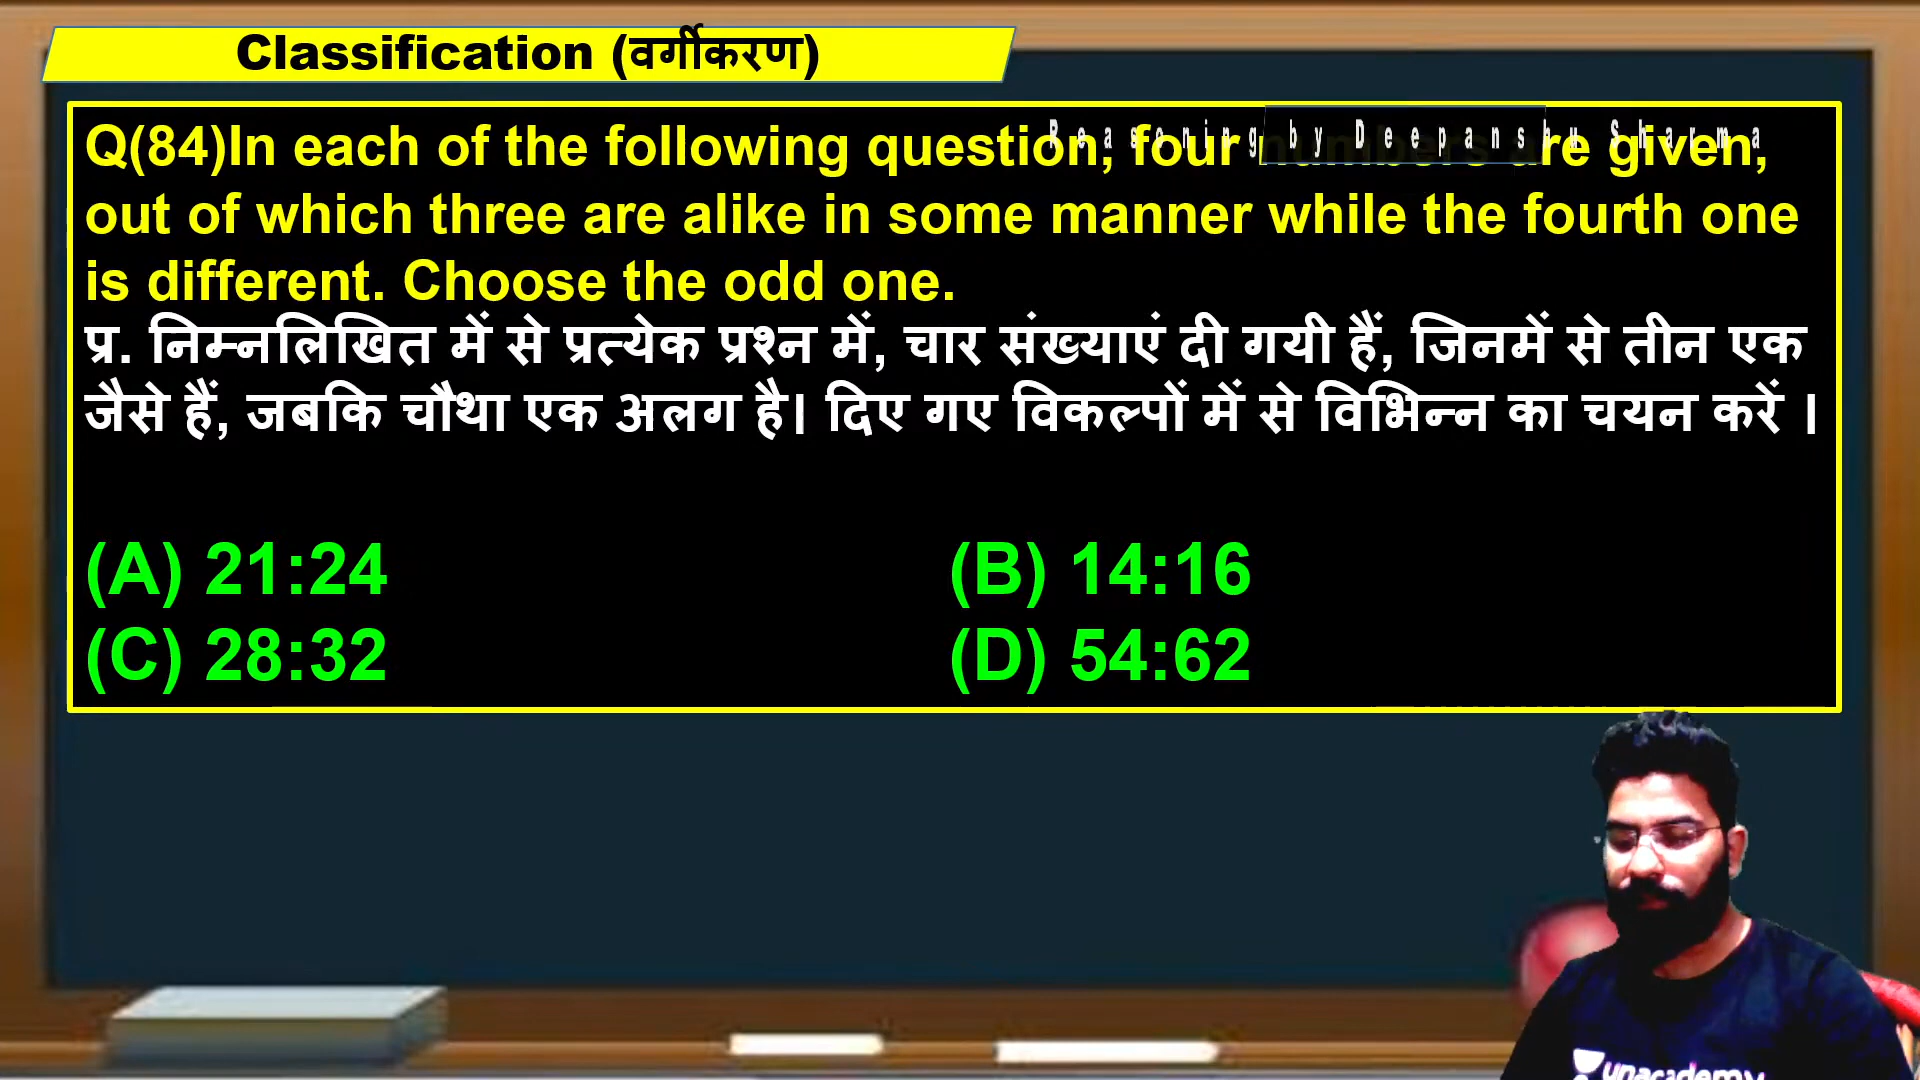 Classification (वर्गीकरण)
Reasoning by Deepanshu Sharma
Q(84)In each of the following question, four numbers are given,
out of which three are alike in some manner while the fourth one
is different. Choose the odd one.
प्र. निम्नलिखित में से प्रत्येक प्रश्न में, चार संख्याएं दी गयी हैं, जिनमें से तीन एक
जैसे हैं, जबकि चौथा एक अलग है। दिए गए विकल्पों में से विभिन्न का चयन करें ।
(A) 21:24 (B) 14:16
(C) 28:32 (D) 54:62
unacademy